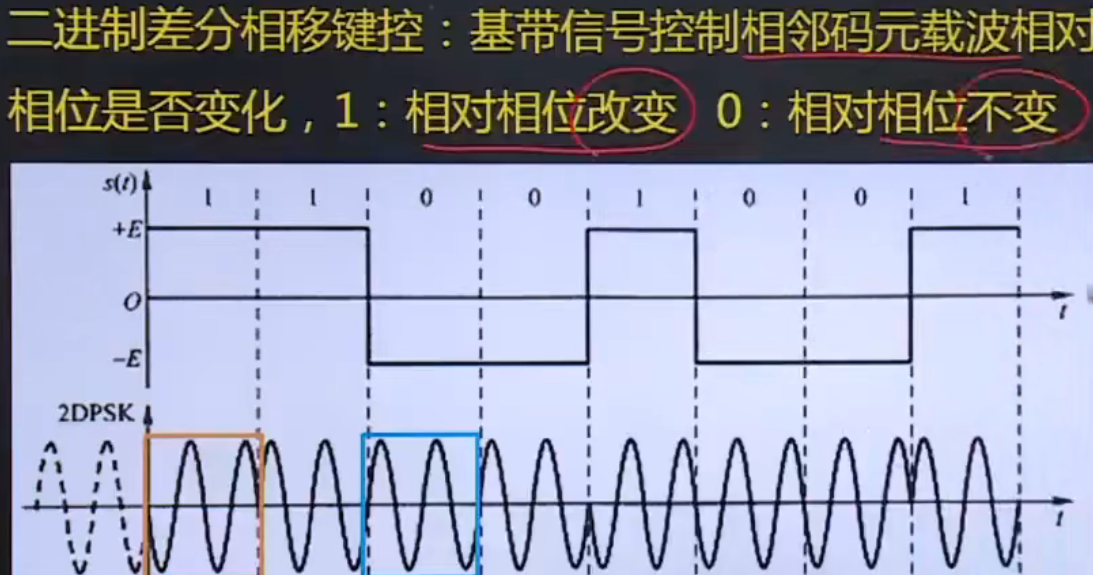 二进制差分相移键控：基带信号控制相邻码元载波相对
相位是否变化，1：相对相位改变 0：相对相位不变
s(t) 1 1 0 0 1 0 0 1
+E
O
t
-E
2DPSK
t